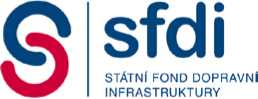 sfdi
STÁTNÍ FOND DOPRAVNÍ
INFRASTRUKTURY